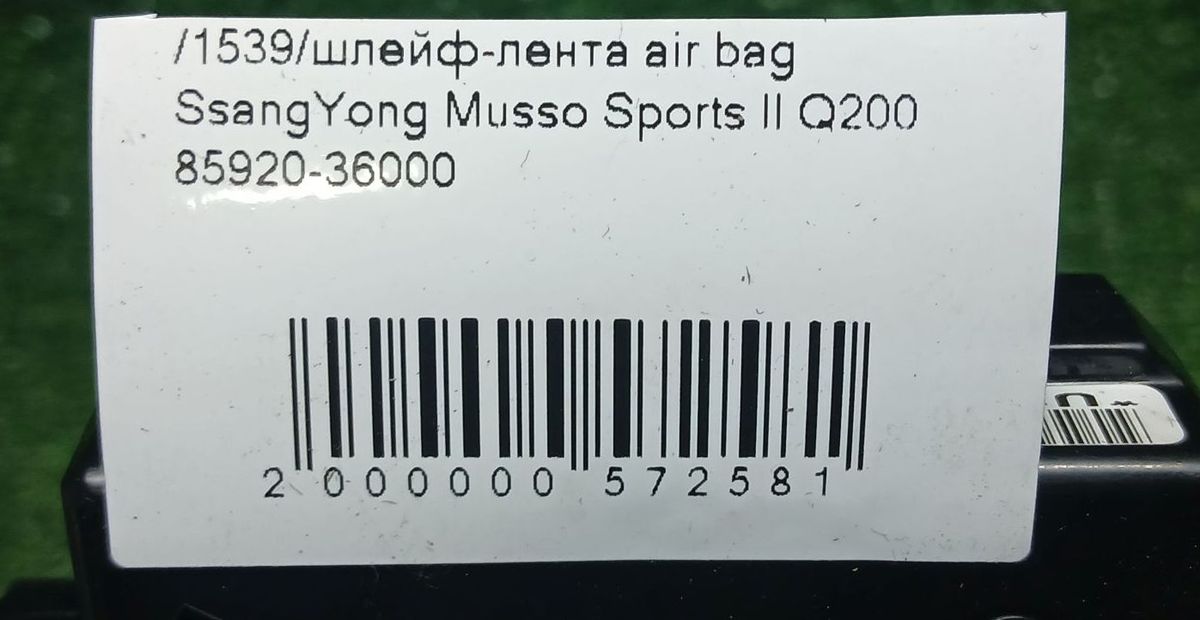 /1539/шлейф-лента air bag
SsangYong Musso Sports II Q200
85920-36000
2 000000 572581